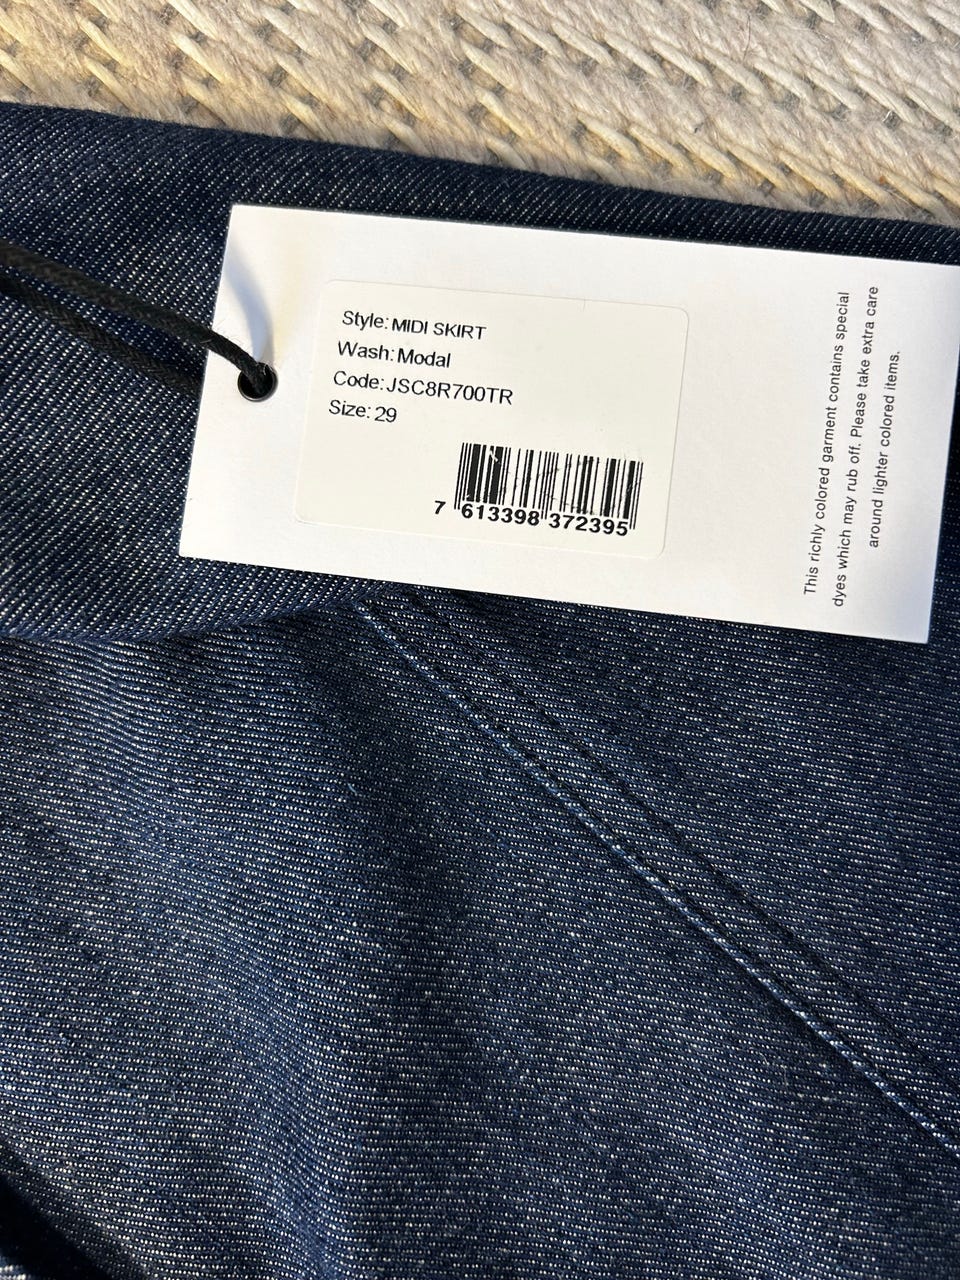 Style: MIDI SKIRT
Wash: Modal
Code: JSC8R700TR
Size: 29
7 613398 372395
This richly colored garment contains special
dyes which may rub off. Please take extra care
around lighter colored items.